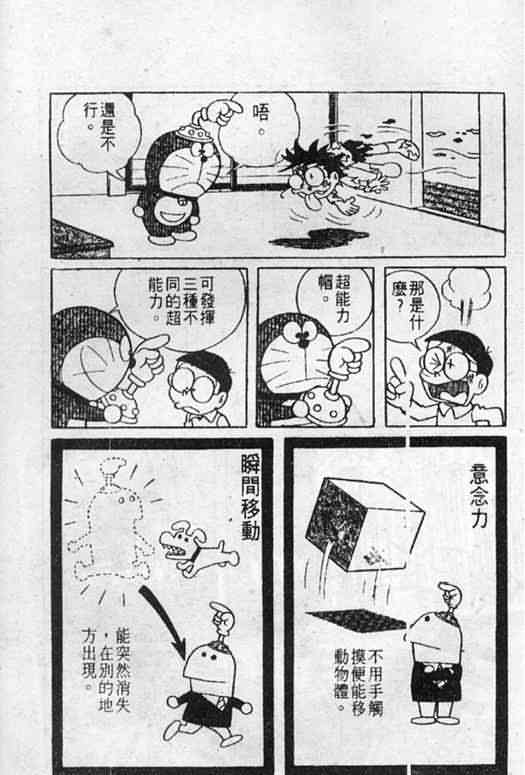 唔。
還是不
行。
那是什
麼?
超能力
帽。
可發揮
三種不
同的超
能力。
意念力
不用手觸
摸便能移
動物體。
瞬間移動
能突然消失
，在別的地
方出現。